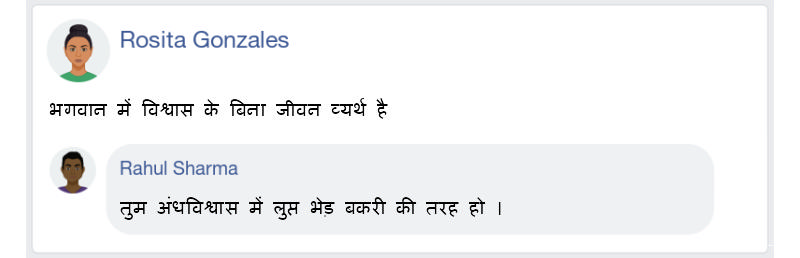 Rosita Gonzales
भगवान में विश्वास के बिना जीवन व्यर्थ है
Rahul Sharma
तुम अंधविश्वास में लुप्त भेड़ बकरी की तरह हो ।